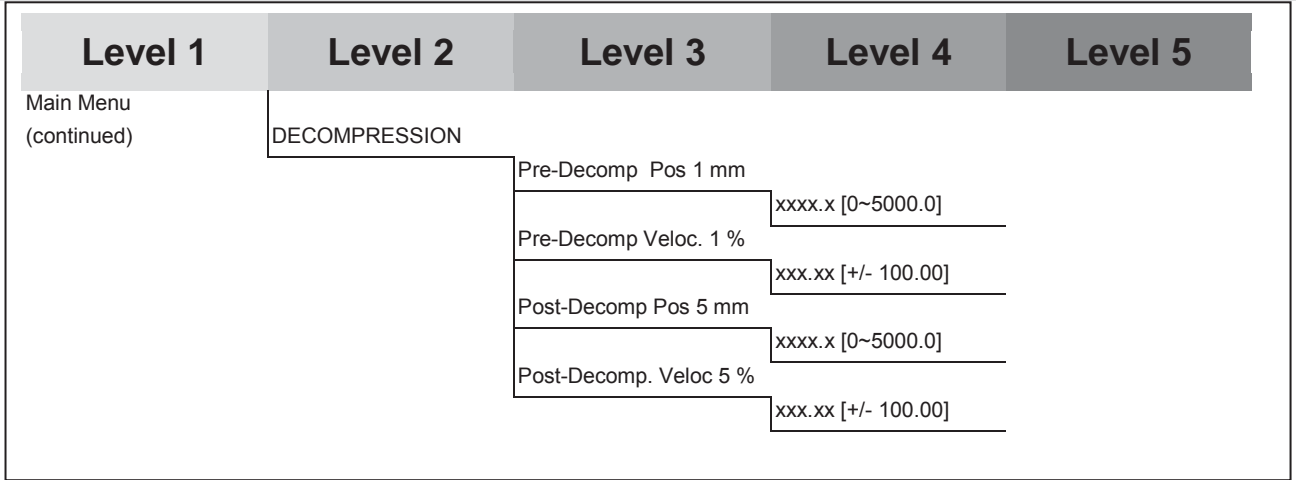 Level 1 Level 2 Level 3 Level 4 Level 5
Main Menu
(continued) DECOMPRESSION
Pre-Decomp Pos 1 mm
xxxx.x [0~5000.0]
Pre-Decomp Veloc. 1 %
xxx.xx [+/- 100.00]
Post-Decomp Pos 5 mm
xxxx.x [0~5000.0]
Post-Decomp. Veloc 5 %
xxx.xx [+/- 100.00]